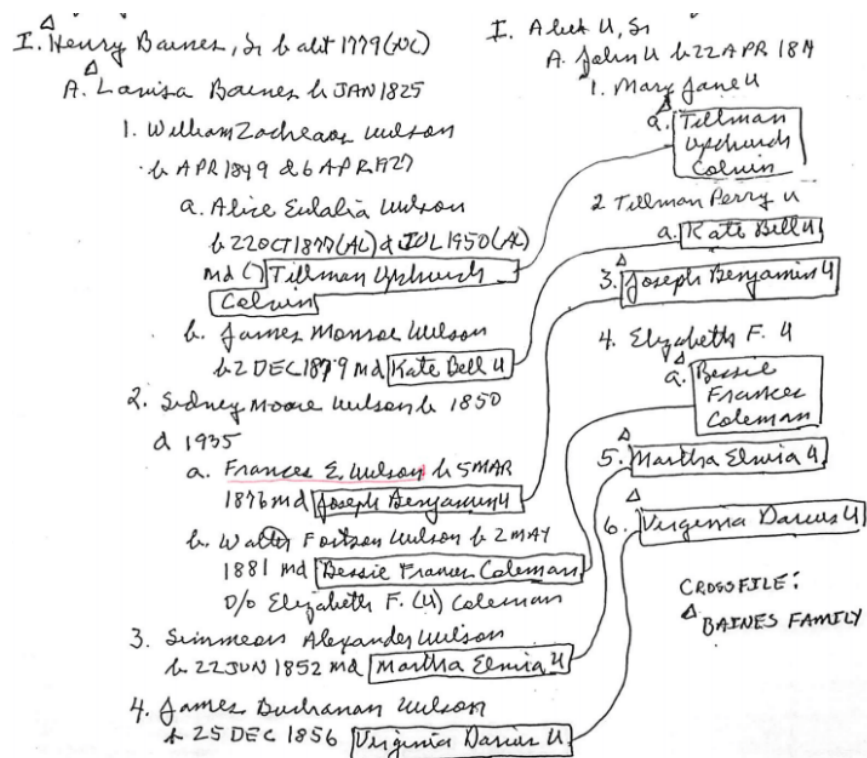 I. Henry Baines, Sr b abt 1779 (NC)
A. Lavisa Baines b JAN 1825
1. William Zacheaus Wilson
b APR 1849 d 6 APR 1927
a. Alice Eulalia Wilson
b 22 OCT 1877 (AL) d JUL 1950 (AL)
md () Tillman Upchurch
Colvin
b. James Monroe Wilson
b 2 DEC 1879 md Kate Bell U
2. Sidney Moore Wilson b 1850
d 1935
a. Frances E. Wilson b 5 MAR
1876 md Joseph Benjamin U
b. Walter Fortson Wilson b 2 MAY
1881 md Bessie Frances Coleman
D/o Elizabeth F. (U) Coleman
3. Simmeon Alexander Wilson
b 22 JUN 1852 md Martha Elmira U
4. James Buchanan Wilson
b 25 DEC 1856 Virginia Darius U
I. U, Sr
A. John U b 22 APR
1. Mary Jane U
a. Tillman
Upchurch
Colvin
2 Tillman Perry U
a. Kate Bell U
3. Joseph Benjamin U
4. Elizabeth F. U
a. Bessie
Frances
Coleman
5. Martha Elmira U
6. Virginia Darius U
CROSSFILE:
Δ BAINES FAMILY